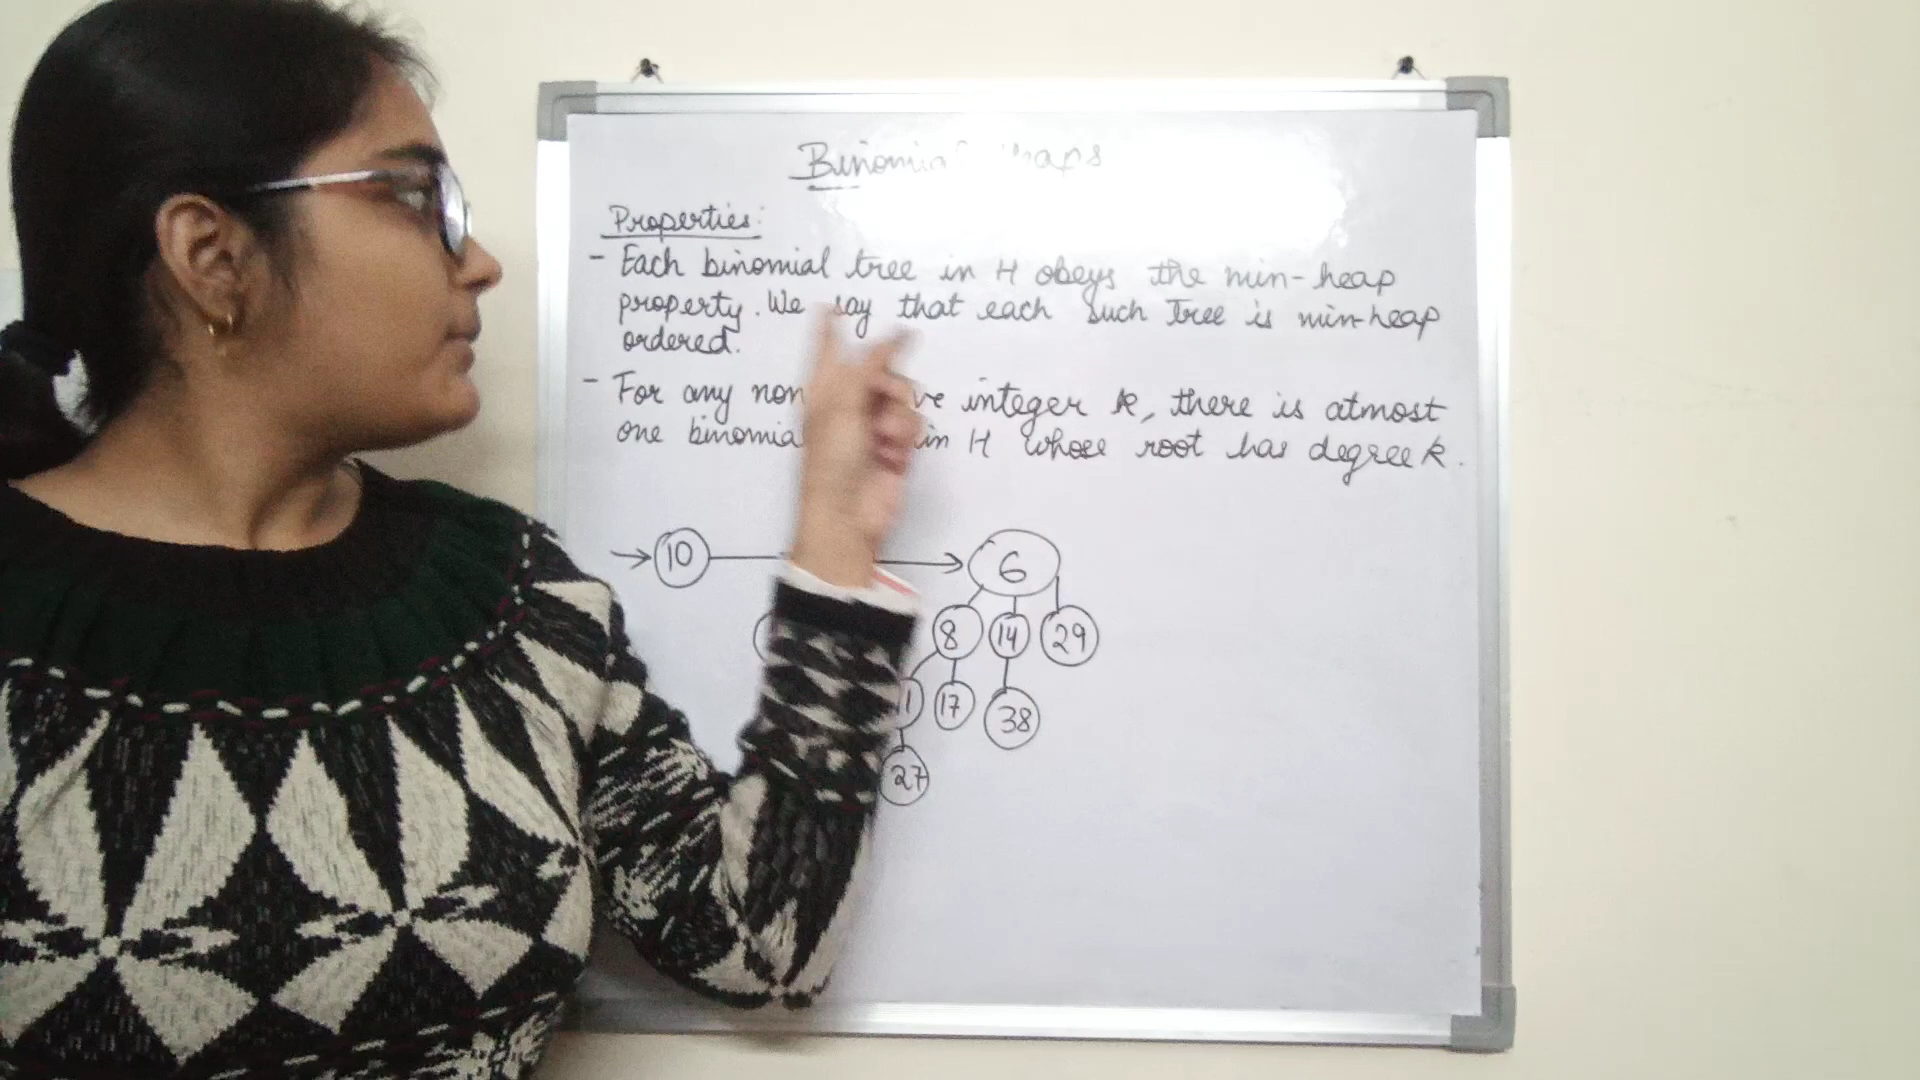 Binomial Heaps
Properties:
- Each binomial tree in H obeys the min-heap
property. We say that each such Tree is min-heap
ordered.
- For any non ve integer k, there is atmost
one binomia in H whose root has degree k.
10 6
8 14 29
1 17 38
27